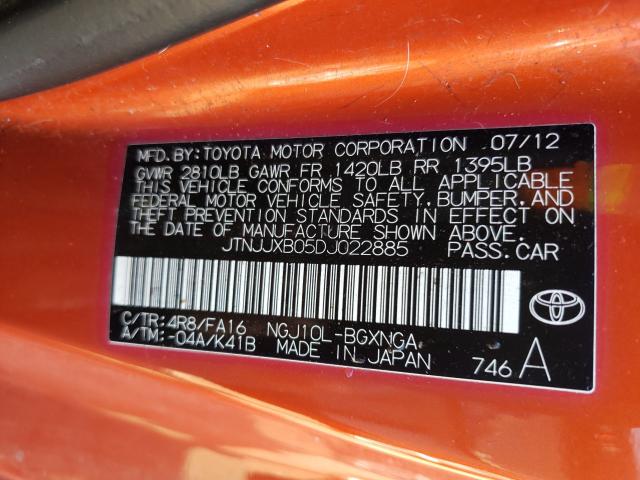 MFD. BY: TOYOTA MOTOR CORPORATION 07/12
GVWR 2810LB GAWR FR 1420LB RR 1395LB
THIS VEHICLE CONFORMS TO ALL APPLICABLE
FEDERAL MOTOR VEHICLE SAFETY, BUMPER, AND
THEFT PREVENTION STANDARDS IN EFFECT ON
THE DATE OF MANUFACTURE SHOWN ABOVE.
JTNJJXB05DJ022885 PASS. CAR
C/TR: 4R8/FA16 NGJ10L-BGXNGA
A/TM: -04A/K41B MADE IN JAPAN
746 A